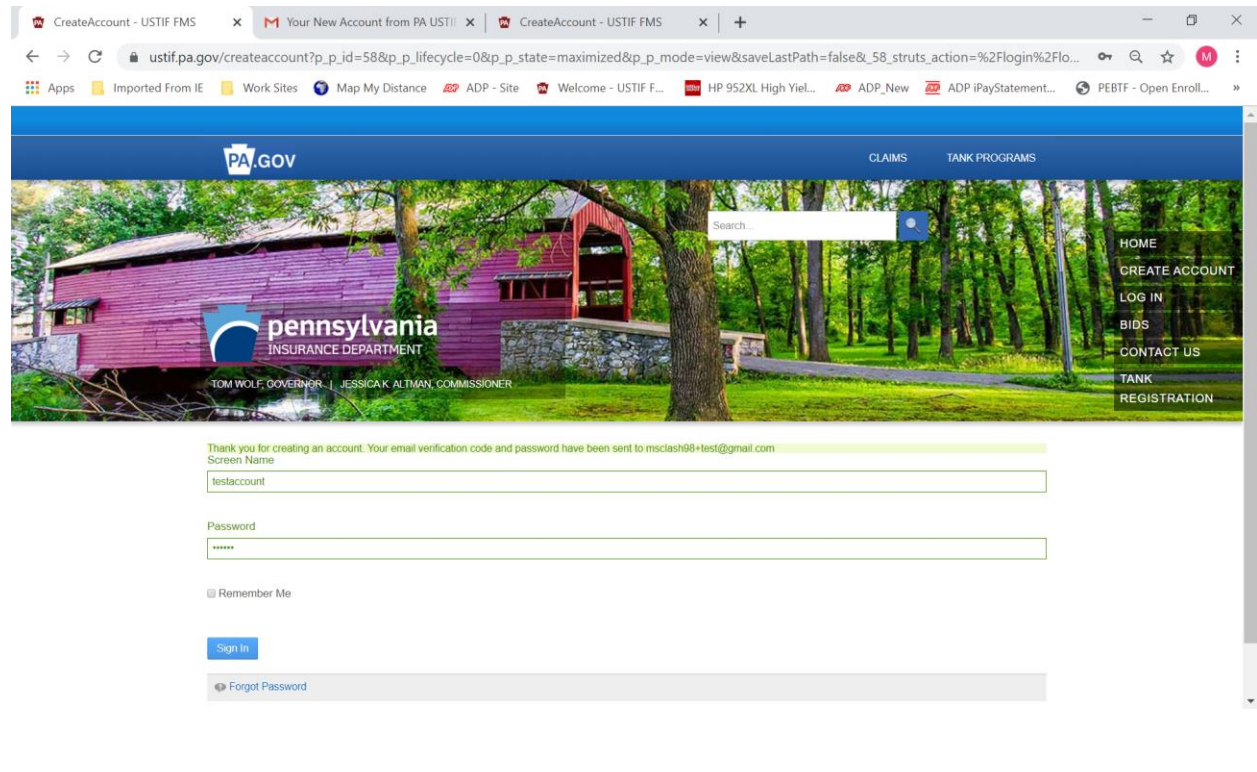 CreateAccount - USTIF FMS
Your New Account from PA USTI
CreateAccount - USTIF FMS
ustif.pa.gov/createaccount?p_p_id=58&p_p_lifecycle=0&p_p_state=maximized&p_p_mode=view&saveLastPath=false&_58_struts_action=%2Flogin%2Flo...
M
Apps Imported From IE Work Sites Map My Distance ADP - Site Welcome - USTIF F... HP 952XL High Yiel... ADP_New ADP iPayStatement... PEBTF - Open Enroll... »
PA.GOV
CLAIMS TANK PROGRAMS
Search...
HOME
CREATE ACCOUNT
LOG IN
BIDS
CONTACT US
TANK
REGISTRATION
pennsylvania
INSURANCE DEPARTMENT
TOM WOLF, GOVERNOR | JESSICA K. ALTMAN, COMMISSIONER
Thank you for creating an account. Your email verification code and password have been sent to msclash98+test@gmail.com
Screen Name
testaccount
Password
••••••
Remember Me
Sign In
Forgot Password